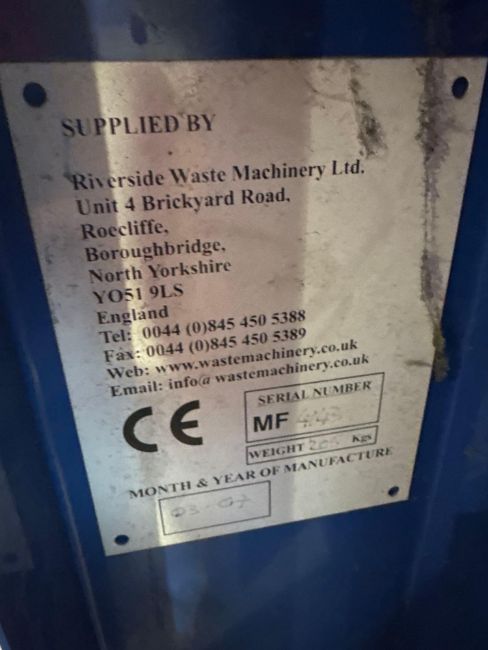 SUPPLIED BY
Riverside Waste Machinery Ltd.
Unit 4 Brickyard Road,
Roecliffe,
Boroughbridge,
North Yorkshire
YO51 9LS
England
Tel: 0044 (0)845 450 5388
Fax: 0044 (0)845 450 5389
Web: www.wastemachinery.co.uk
Email: info@wastemachinery.co.uk
CE
SERIAL NUMBER
MF
WEIGHT Kgs
MONTH & YEAR OF MANUFACTURE
03-07